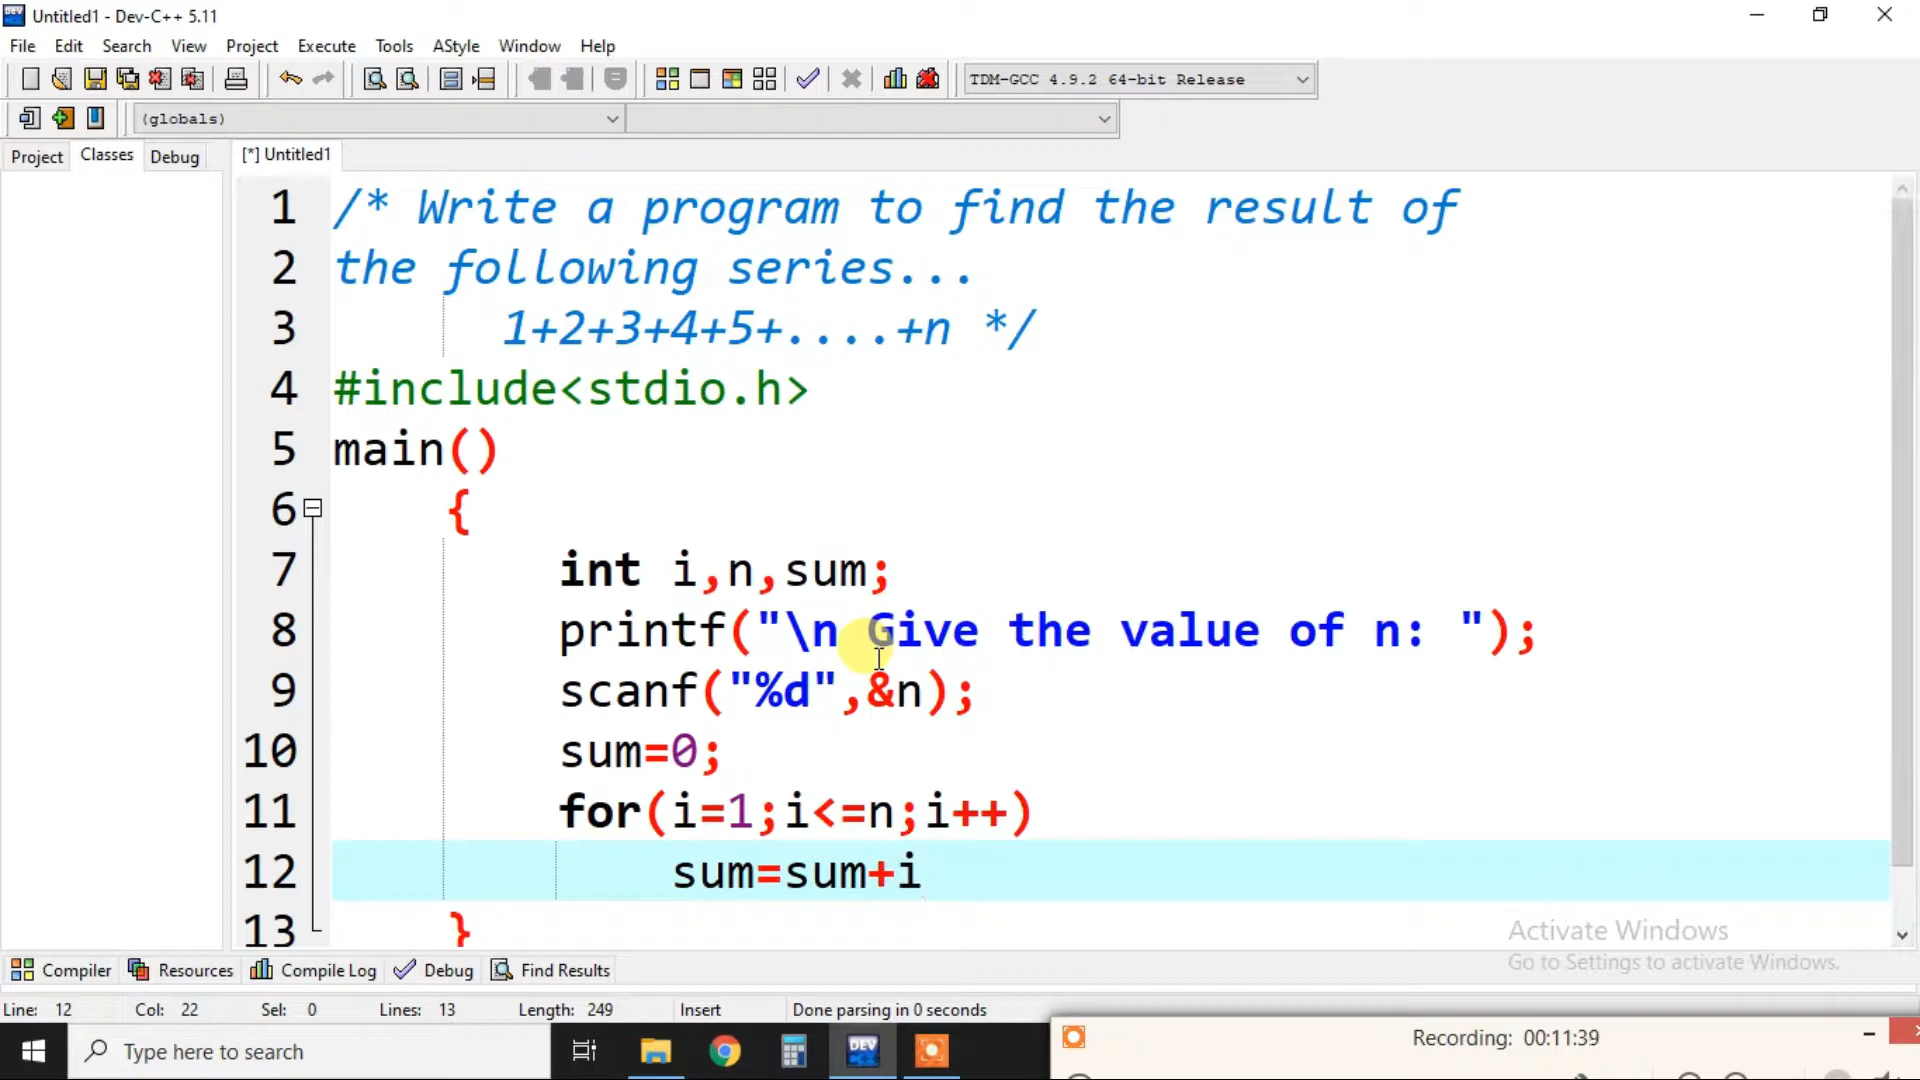 Untitled1 - Dev-C++ 5.11
File Edit Search View Project Execute Tools AStyle Window Help
TDM-GCC 4.9.2 64-bit Release
(globals)
Project Classes Debug [*] Untitled1
1 /* Write a program to find the result of
2 the following series...
3 1+2+3+4+5+....+n */
4 #include<stdio.h>
5 main()
6 {
7 int i,n,sum;
8 printf("\n Give the value of n: ");
9 scanf("%d",&n);
10 sum=0;
11 for(i=1;i<=n;i++)
12 sum=sum+i
13 }
Activate Windows
Go to Settings to activate Windows.
Compiler Resources Compile Log Debug Find Results
Line: 12 Col: 22 Sel: 0 Lines: 13 Length: 249 Insert Done parsing in 0 seconds
Type here to search
DEV
Recording: 00:11:39